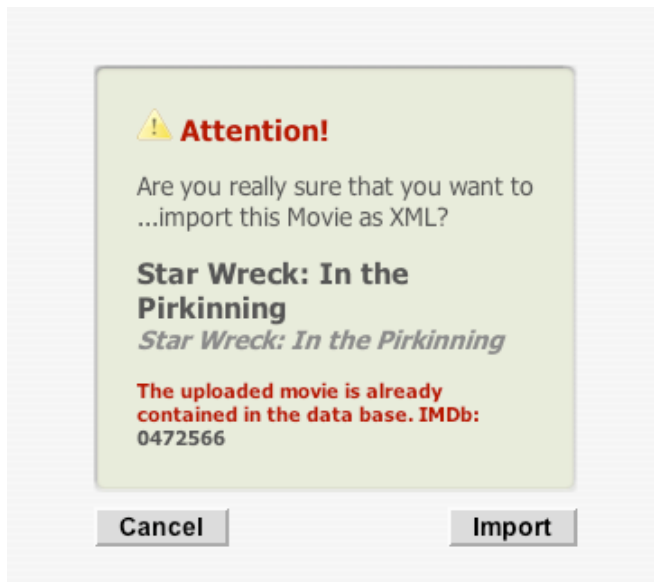 Attention!
Are you really sure that you want to
...import this Movie as XML?
Star Wreck: In the
Pirkinning
Star Wreck: In the Pirkinning
The uploaded movie is already
contained in the data base. IMDb:
0472566
Cancel
Import